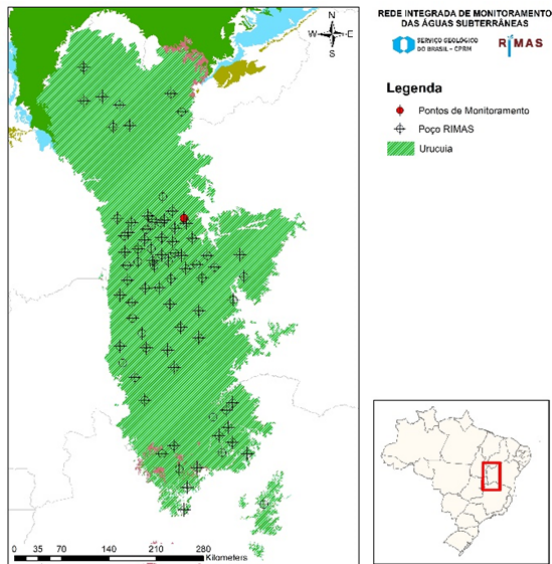 REDE INTEGRADA DE MONITORAMENTO
DAS ÁGUAS SUBTERRÂNEAS
SERVIÇO GEOLÓGICO
DO BRASIL - CPRM
RIMAS
N
W E
S
Legenda
Pontos de Monitoramento
Poço RIMAS
Urucuia
0 35 70 140 210 280
Kilometers